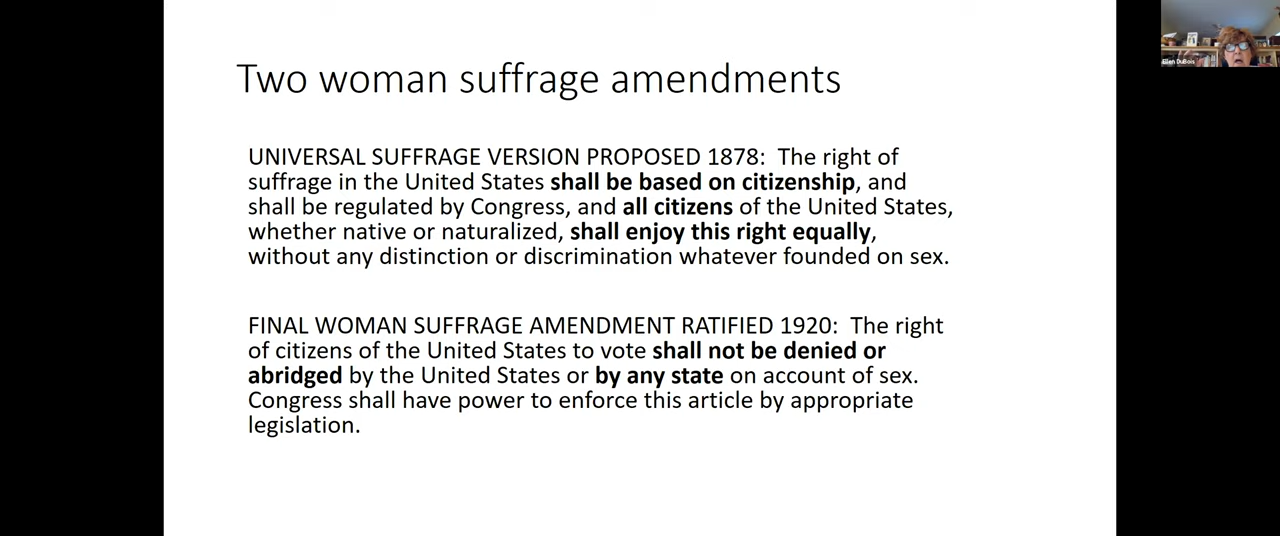 Two woman suffrage amendments
UNIVERSAL SUFFRAGE VERSION PROPOSED 1878: The right of
suffrage in the United States shall be based on citizenship, and
shall be regulated by Congress, and all citizens of the United States,
whether native or naturalized, shall enjoy this right equally,
without any distinction or discrimination whatever founded on sex.
FINAL WOMAN SUFFRAGE AMENDMENT RATIFIED 1920: The right
of citizens of the United States to vote shall not be denied or
abridged by the United States or by any state on account of sex.
Congress shall have power to enforce this article by appropriate
legislation.
Ellen DuBois